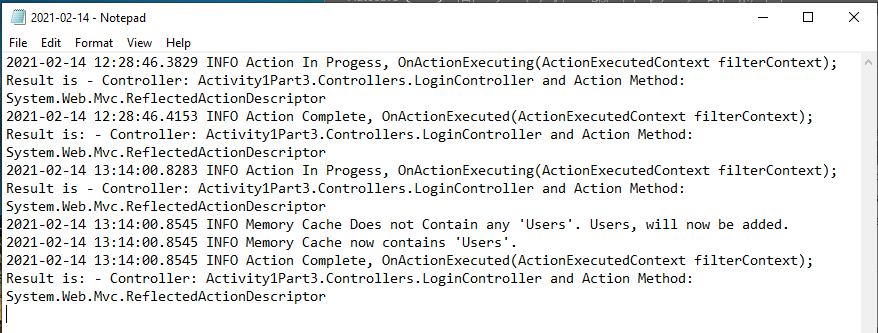 2021-02-14 - Notepad
File Edit Format View Help
2021-02-14 12:28:46.3829 INFO Action In Progess, OnActionExecuting(ActionExecutedContext filterContext);
Result is - Controller: Activity1Part3.Controllers.LoginController and Action Method:
System.Web.Mvc.ReflectedActionDescriptor
2021-02-14 12:28:46.4153 INFO Action Complete, OnActionExecuted(ActionExecutedContext filterContext);
Result is: - Controller: Activity1Part3.Controllers.LoginController and Action Method:
System.Web.Mvc.ReflectedActionDescriptor
2021-02-14 13:14:00.8283 INFO Action In Progess, OnActionExecuting(ActionExecutedContext filterContext);
Result is - Controller: Activity1Part3.Controllers.LoginController and Action Method:
System.Web.Mvc.ReflectedActionDescriptor
2021-02-14 13:14:00.8545 INFO Memory Cache Does not Contain any 'Users'. Users, will now be added.
2021-02-14 13:14:00.8545 INFO Memory Cache now contains 'Users'.
2021-02-14 13:14:00.8545 INFO Action Complete, OnActionExecuted(ActionExecutedContext filterContext);
Result is: - Controller: Activity1Part3.Controllers.LoginController and Action Method:
System.Web.Mvc.ReflectedActionDescriptor